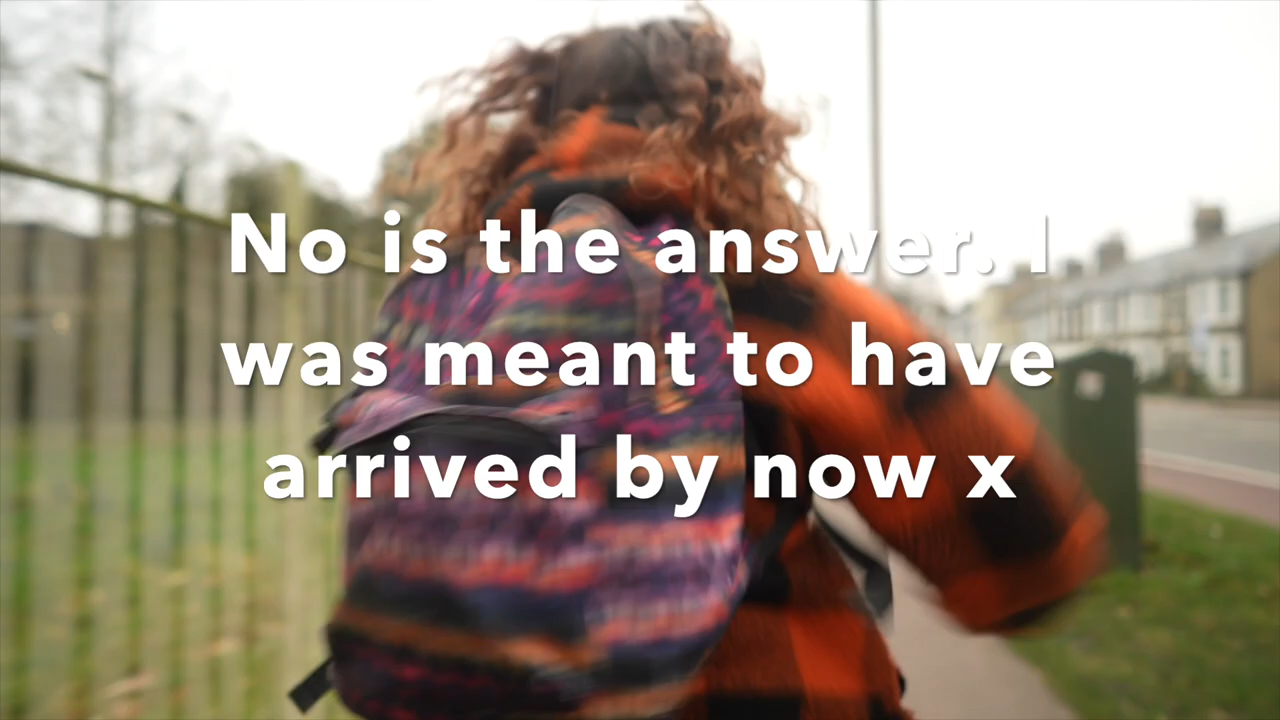 No is the answer. I
was meant to have
arrived by now x